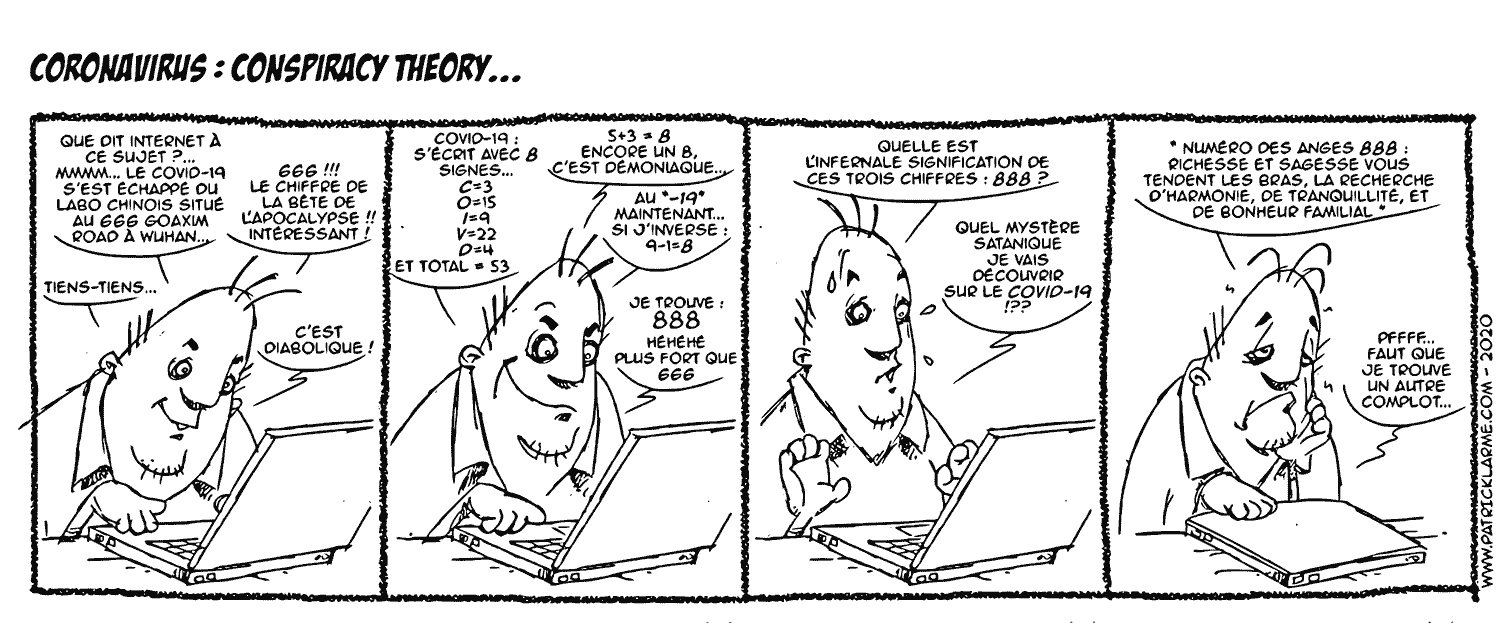 CORONAVIRUS : CONSPIRACY THEORY...
QUE DIT INTERNET À
CE SUJET ?...
MMMM... LE COVID-19
S'EST ÉCHAPPÉ DU
LABO CHINOIS SITUÉ
AU 666 GOAXIM
ROAD À WUHAN...
666 !!!
LE CHIFFRE DE
LA BÊTE DE
L'APOCALYPSE !!
INTÉRESSANT !
TIENS-TIENS...
C'EST
DIABOLIQUE !
COVID-19 :
S'ÉCRIT AVEC 8
SIGNES...
C=3
O=15
I=9
V=22
D=4
ET TOTAL = 53
5+3 = 8
ENCORE UN 8,
C'EST DÉMONIAQUE...
AU "-19"
MAINTENANT...
SI J'INVERSE :
9-1=8
JE TROUVE :
888
HÉHÉHÉ
PLUS FORT QUE
666
QUELLE EST
L'INFERNALE SIGNIFICATION DE
CES TROIS CHIFFRES : 888 ?
QUEL MYSTÈRE
SATANIQUE
JE VAIS
DÉCOUVRIR
SUR LE COVID-19
!??
" NUMÉRO DES ANGES 888 :
RICHESSE ET SAGESSE VOUS
TENDENT LES BRAS, LA RECHERCHE
D'HARMONIE, DE TRANQUILLITÉ, ET
DE BONHEUR FAMILIAL "
PFFFF...
FAUT QUE
JE TROUVE
UN AUTRE
COMPLOT...
WWW.PATRICKLARME.COM - 2020